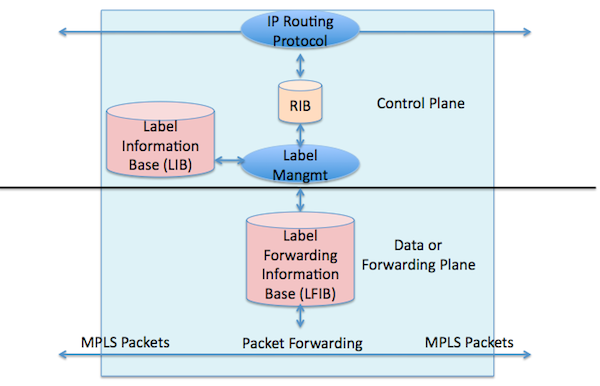 IP Routing
Protocol
RIB
Control Plane
Label
Information
Base (LIB)
Label
Mangmt
Label
Forwarding
Information
Base (LFIB)
Data or
Forwarding Plane
MPLS Packets
Packet Forwarding
MPLS Packets